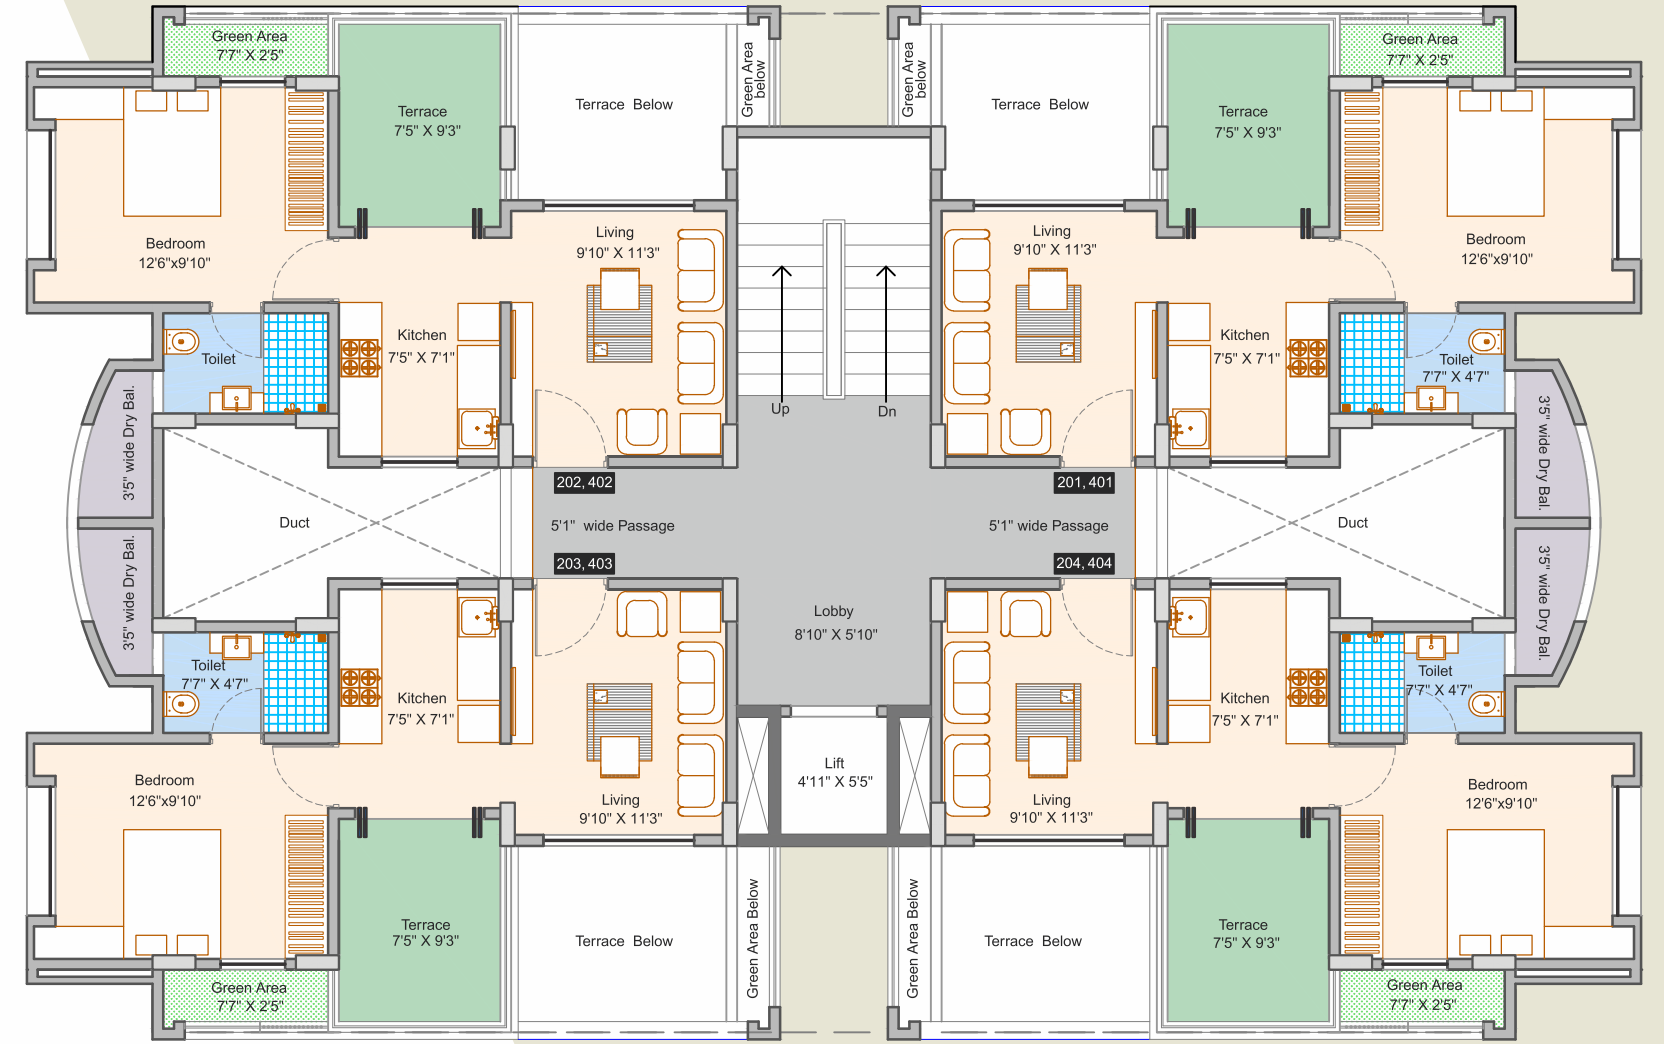 Green Area
7'7" X 2'5"
Terrace
7'5" X 9'3"
Terrace Below
Green Area
below
Green Area
below
Terrace Below
Terrace
7'5" X 9'3"
Green Area
7'7" X 2'5"
Bedroom
12'6"x9'10"
Living
9'10" X 11'3"
Living
9'10" X 11'3"
Bedroom
12'6"x9'10"
Toilet
Kitchen
7'5" X 7'1"
Kitchen
7'5" X 7'1"
Toilet
7'7" X 4'7"
Up
Dn
3'5" wide Dry Bal.
3'5" wide Dry Bal.
202, 402
201, 401
Duct
5'1" wide Passage
5'1" wide Passage
Duct
203, 403
204, 404
3'5" wide Dry Bal.
3'5" wide Dry Bal.
Lobby
8'10" X 5'10"
Toilet
7'7" X 4'7"
Kitchen
7'5" X 7'1"
Kitchen
7'5" X 7'1"
Toilet
7'7" X 4'7"
Bedroom
12'6"x9'10"
Living
9'10" X 11'3"
Lift
4'11" X 5'5"
Living
9'10" X 11'3"
Bedroom
12'6"x9'10"
Terrace
7'5" X 9'3"
Terrace Below
Green Area Below
Green Area Below
Terrace Below
Terrace
7'5" X 9'3"
Green Area
7'7" X 2'5"
Green Area
7'7" X 2'5"